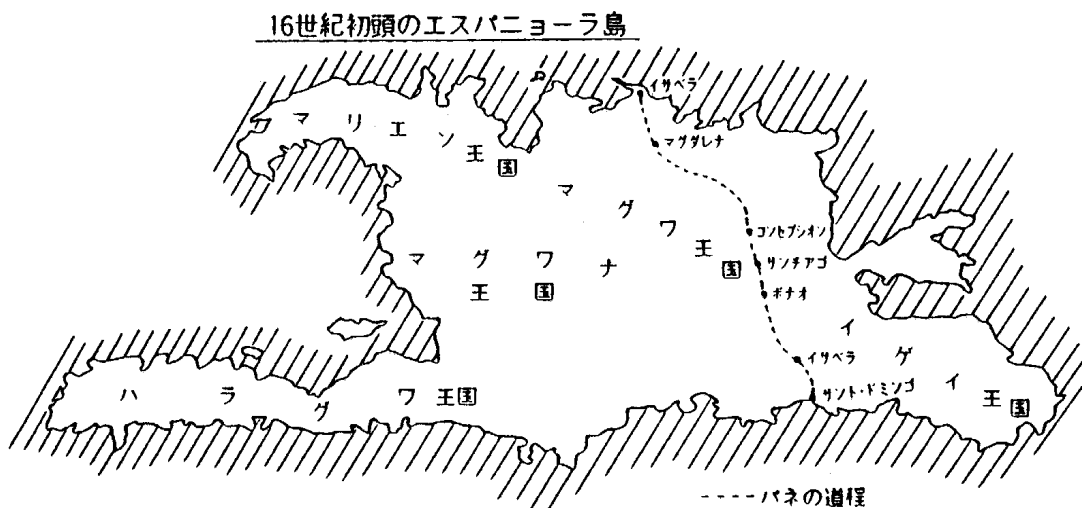 16世紀初頭のエスパニョーラ島
イサベラ
マグダレナ
マリエン王国
マグワ王国
コンセプシオン
サンチアゴ
ボナオ
マグワナ王国
イサベラ
サント・ドミンゴ
イゲイ王国
ハラグワ王国
----パネの道程